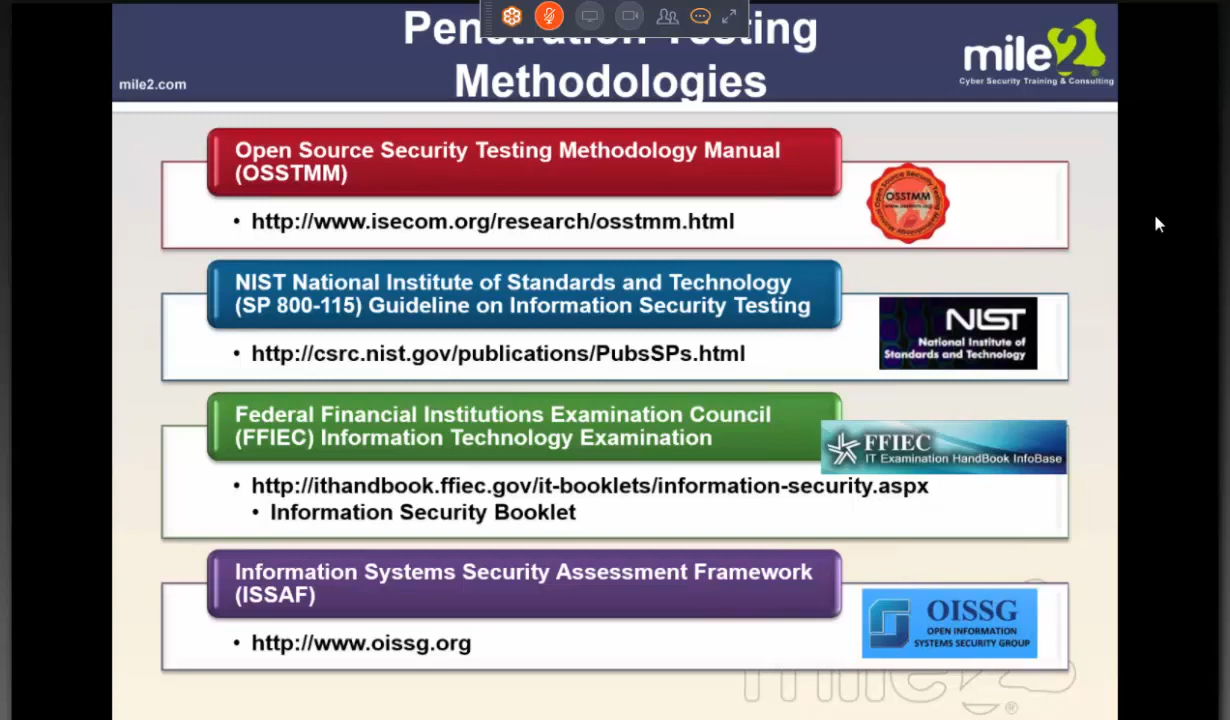 Penetration Testing
Methodologies
mile2.com
mile2
Cyber Security Training & Consulting
Open Source Security Testing Methodology Manual
(OSSTMM)
• http://www.isecom.org/research/osstmm.html
OSSTMM
NIST National Institute of Standards and Technology
(SP 800-115) Guideline on Information Security Testing
• http://csrc.nist.gov/publications/PubsSPs.html
NIST
National Institute of
Standards and Technology
Federal Financial Institutions Examination Council
(FFIEC) Information Technology Examination
FFIEC
IT Examination HandBook InfoBase
• http://ithandbook.ffiec.gov/it-booklets/information-security.aspx
• Information Security Booklet
Information Systems Security Assessment Framework
(ISSAF)
• http://www.oissg.org
OISSG
OPEN INFORMATION
SYSTEMS SECURITY GROUP
mile2